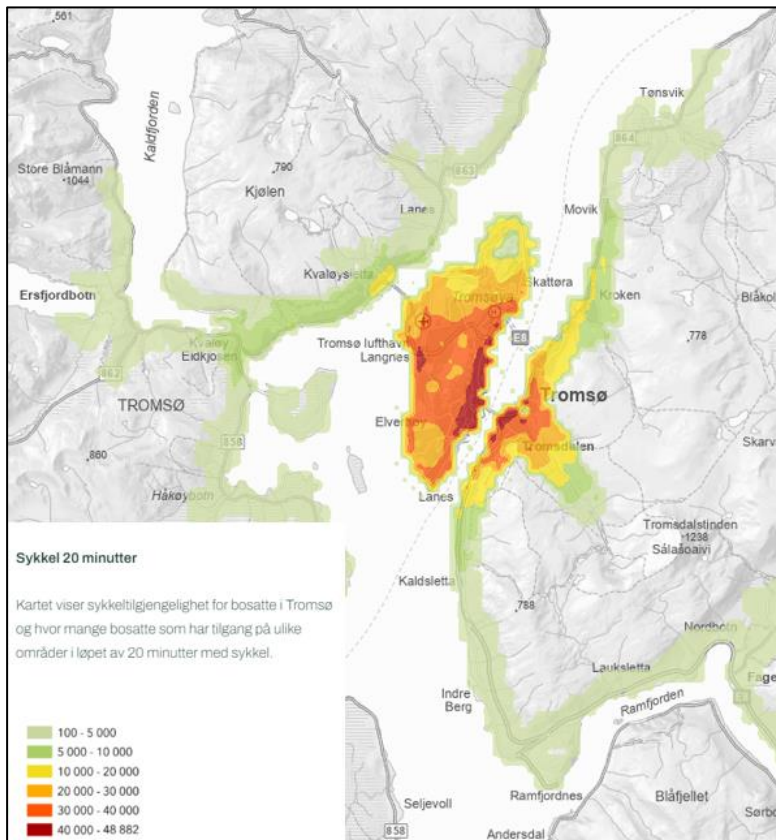 561
Tønsvik
Kaldfjorden
864
Store Blåmann
1044
790
Kjølen
863
Lanes
Movik
Kvaløysletta
Skattøra
Ersfjordbotn
Tromsøya
Kroken
Blåkol
Kvaløy
Eidkjosen
Tromsø lufthavn
Langnes
E8
778
862
TROMSØ
Tromsø
858
Elverhøy
Tromsdalen
Skarv
860
Håkøybotn
Lanes
Tromsdalstinden
1238
Sálašoaivi
Sykkel 20 minutter
Kaldsletta
Kartet viser sykkeltilgjengelighet for bosatte i Tromsø
og hvor mange bosatte som har tilgang på ulike
områder i løpet av 20 minutter med sykkel.
788
Nordbotn
Lauksletta
Fage
Indre
Berg
Ramfjorden
100 - 5 000
5 000 - 10 000
10 000 - 20 000
20 000 - 30 000
30 000 - 40 000
40 000 - 48 882
Ramfjordnes
Blåfjellet
Seljevoll
Sørbo
858
Andersdal